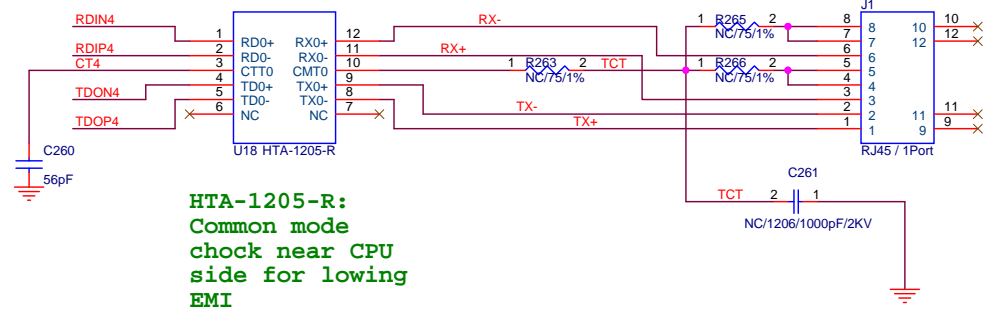 J1
RDIN4
RX-
1 R265 2
8 8 10 10
1 RD0+ RX0+ 12
7 7 12 12
RDIP4
2 RD0- RX0- 11
RX+
6 6
CT4
3 CTT0 CMT0 10
1 R263 2 TCT
1 R266 2
5 5
NC/75/1%
NC/75/1%
NC/75/1%
4 4
TDON4
4 TD0+ TX0+ 9
3 3
TDOP4
5 TD0- TX0- 8
TX-
2 2 11 11
6 NC NC 7
TX+
1 1 9 9
U18 HTA-1205-R
RJ45 / 1Port
C260
56pF
C261
TCT 2 1
NC/1206/1000pF/2KV
HTA-1205-R:
Common mode
chock near CPU
side for lowing
EMI